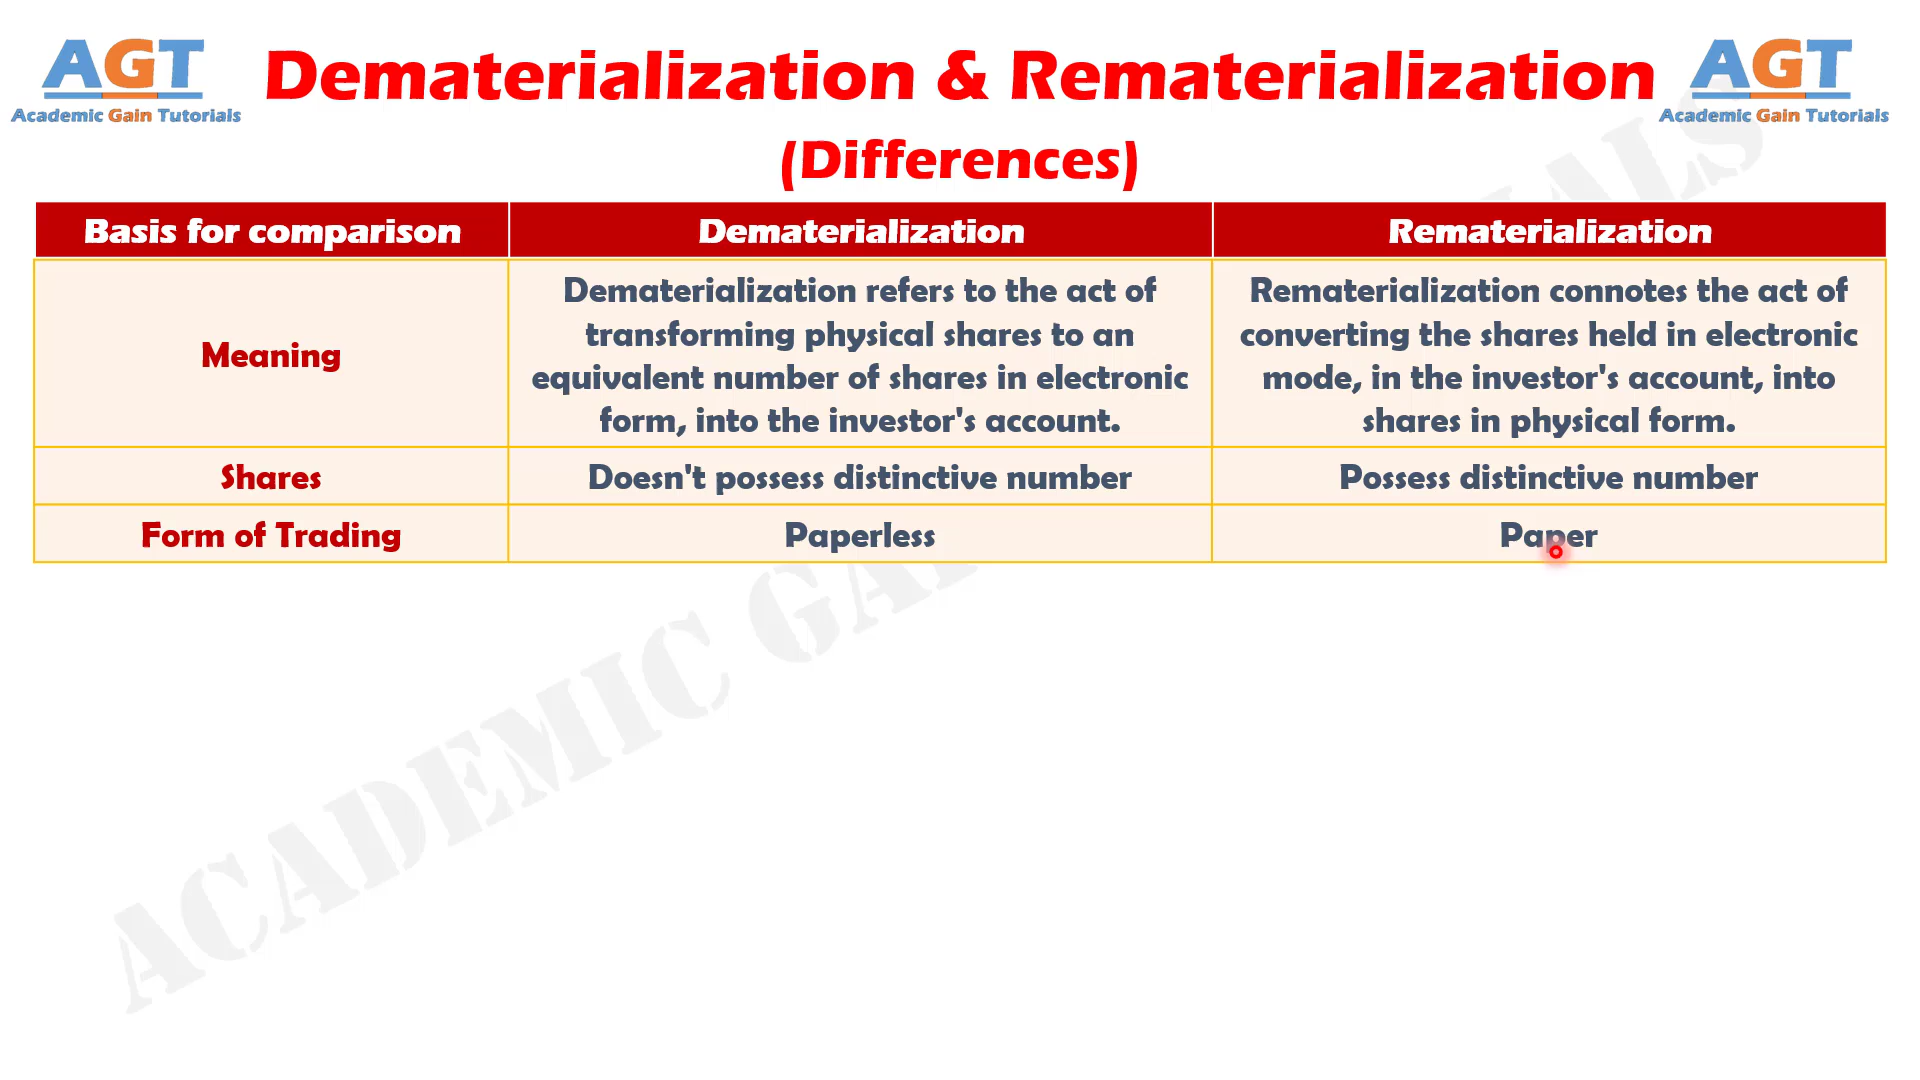 AGT
Academic Gain Tutorials
Dematerialization & Rematerialization
(Differences)
AGT
Academic Gain Tutorials
Basis for comparison
Dematerialization
Rematerialization
Meaning
Dematerialization refers to the act of
transforming physical shares to an
equivalent number of shares in electronic
form, into the investor's account.
Rematerialization connotes the act of
converting the shares held in electronic
mode, in the investor's account, into
shares in physical form.
Shares
Doesn't possess distinctive number
Possess distinctive number
Form of Trading
Paperless
Paper
ACADEMIC